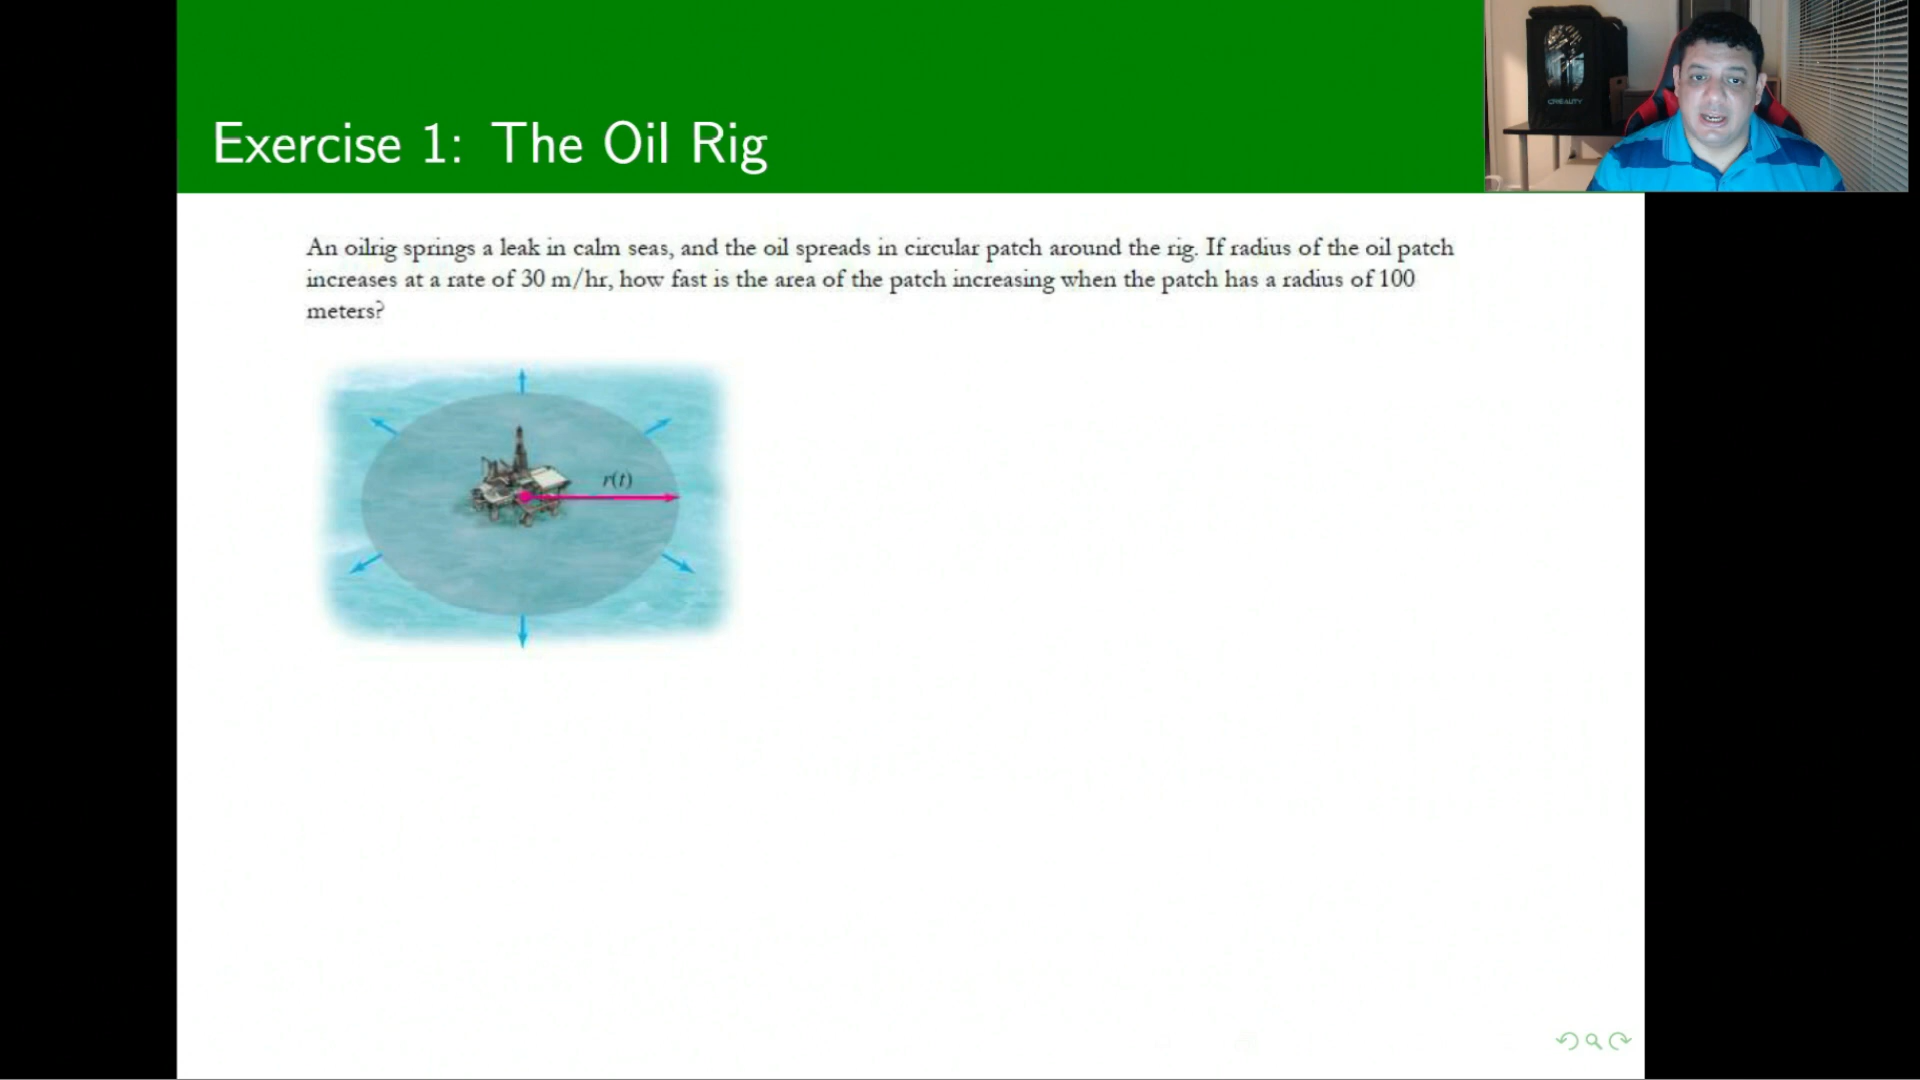 Exercise 1: The Oil Rig
CREALITY
An oilrig springs a leak in calm seas, and the oil spreads in circular patch around the rig. If radius of the oil patch
increases at a rate of 30 m/hr, how fast is the area of the patch increasing when the patch has a radius of 100
meters?
r(t)